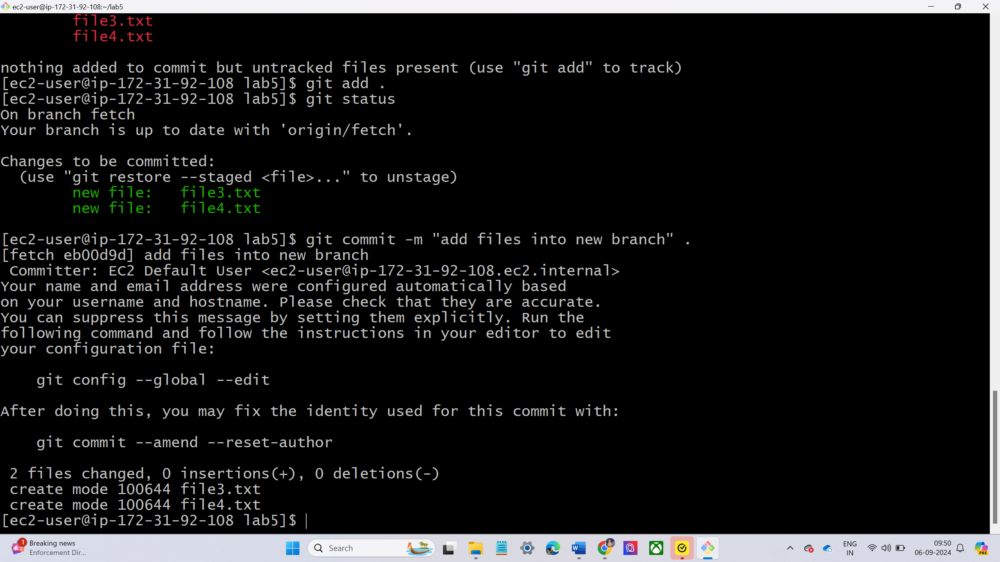 ec2-user@ip-172-31-92-108:~/lab5
file3.txt
file4.txt
nothing added to commit but untracked files present (use "git add" to track)
[ec2-user@ip-172-31-92-108 lab5]$ git add .
[ec2-user@ip-172-31-92-108 lab5]$ git status
On branch fetch
Your branch is up to date with 'origin/fetch'.
Changes to be committed:
(use "git restore --staged <file>..." to unstage)
new file:   file3.txt
new file:   file4.txt
[ec2-user@ip-172-31-92-108 lab5]$ git commit -m "add files into new branch" .
[fetch eb00d9d] add files into new branch
Committer: EC2 Default User <ec2-user@ip-172-31-92-108.ec2.internal>
Your name and email address were configured automatically based
on your username and hostname. Please check that they are accurate.
You can suppress this message by setting them explicitly. Run the
following command and follow the instructions in your editor to edit
your configuration file:
git config --global --edit
After doing this, you may fix the identity used for this commit with:
git commit --amend --reset-author
2 files changed, 0 insertions(+), 0 deletions(-)
create mode 100644 file3.txt
create mode 100644 file4.txt
[ec2-user@ip-172-31-92-108 lab5]$
1
Breaking news
Enforcement Dir...
Search
W
ENG
IN
09:50
06-09-2024
PRE